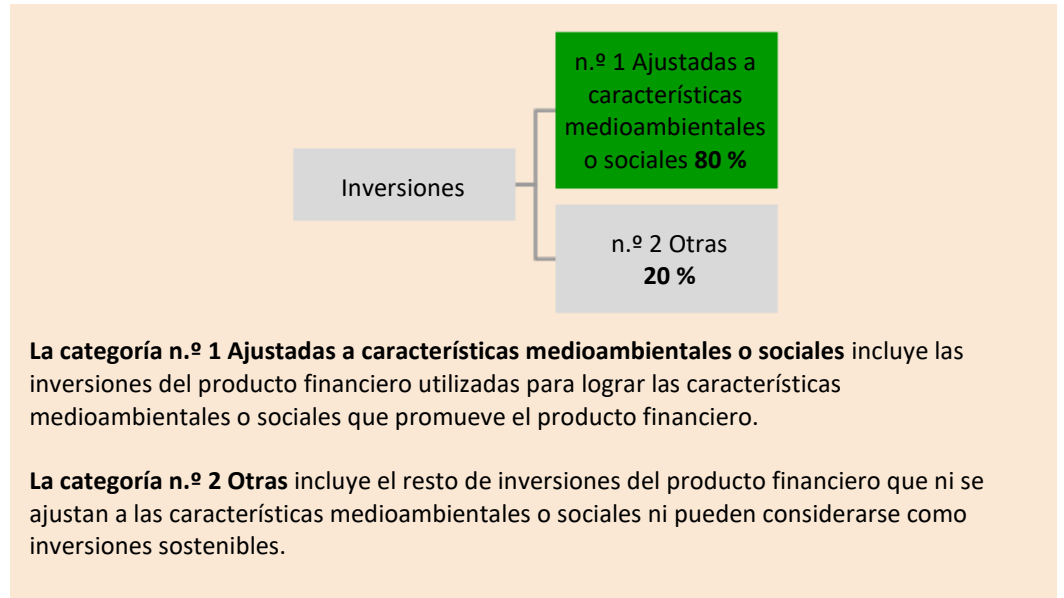 n.º 1 Ajustadas a
características
medioambientales
o sociales 80 %
Inversiones
n.º 2 Otras
20 %
La categoría n.º 1 Ajustadas a características medioambientales o sociales incluye las
inversiones del producto financiero utilizadas para lograr las características
medioambientales o sociales que promueve el producto financiero.
La categoría n.º 2 Otras incluye el resto de inversiones del producto financiero que ni se
ajustan a las características medioambientales o sociales ni pueden considerarse como
inversiones sostenibles.